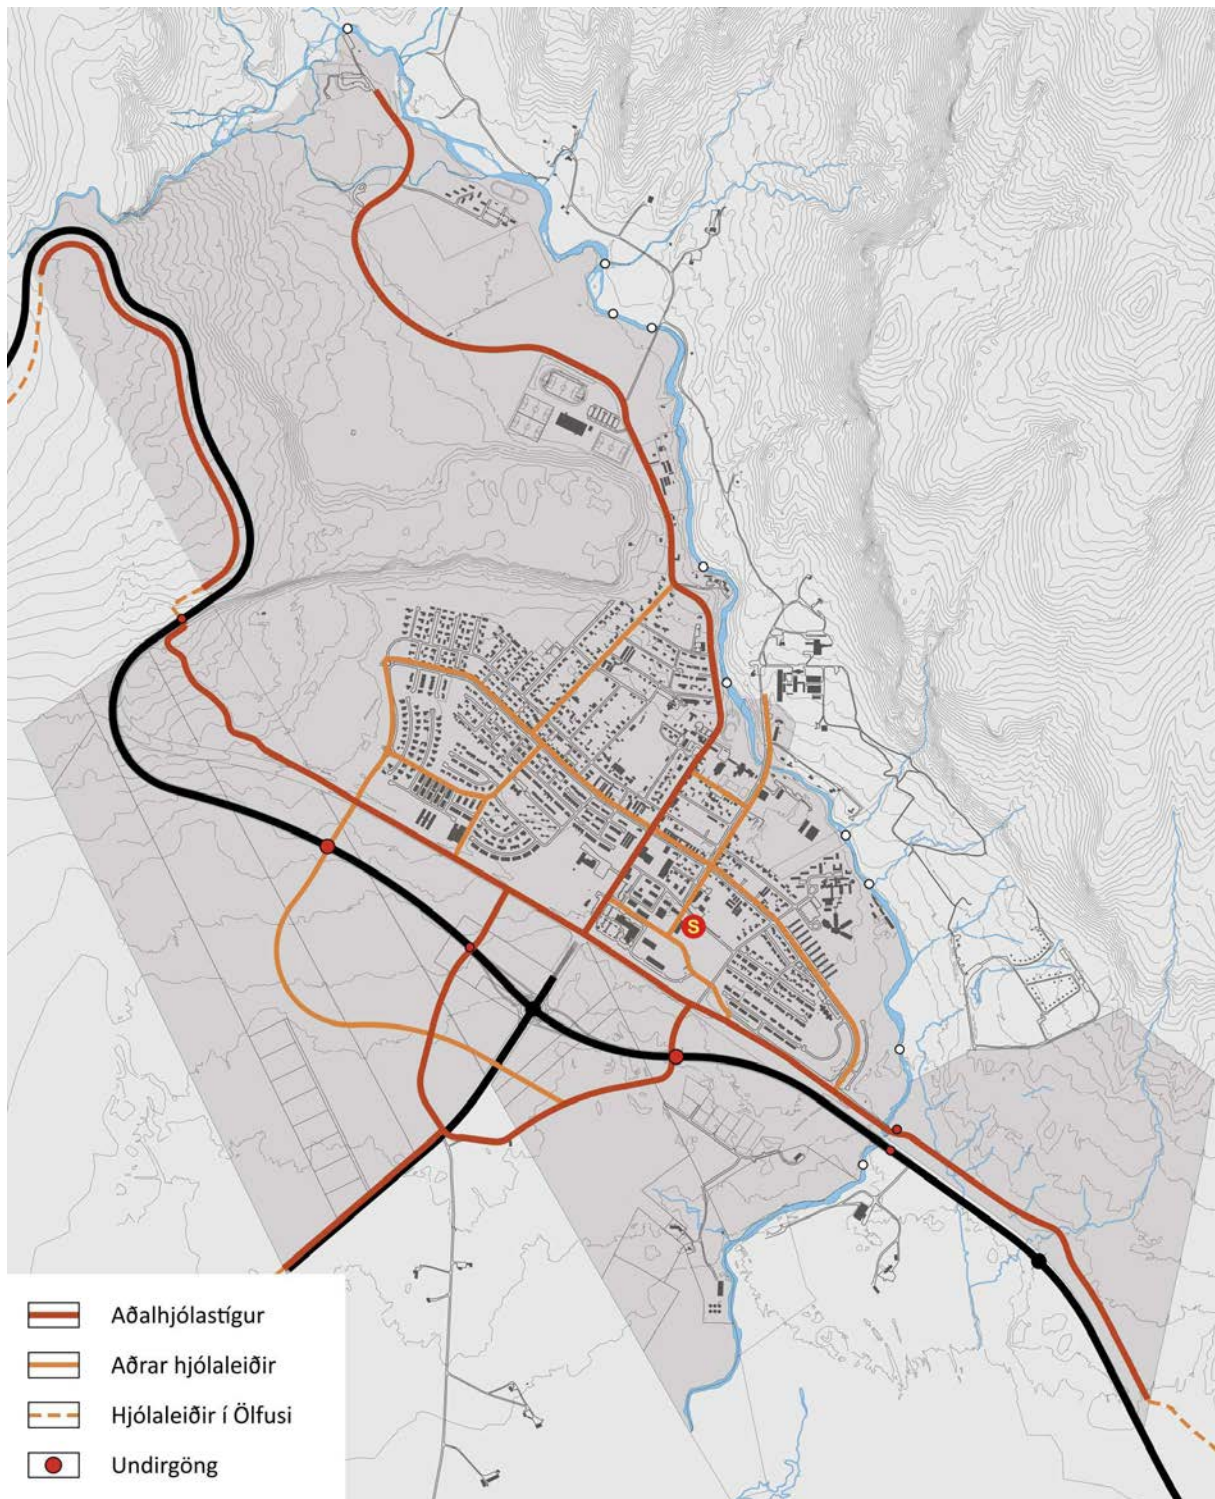 S
Aðalhjólastígur
Aðrar hjólaleiðir
Hjólaleiðir í Ölfusi
Undirgöng